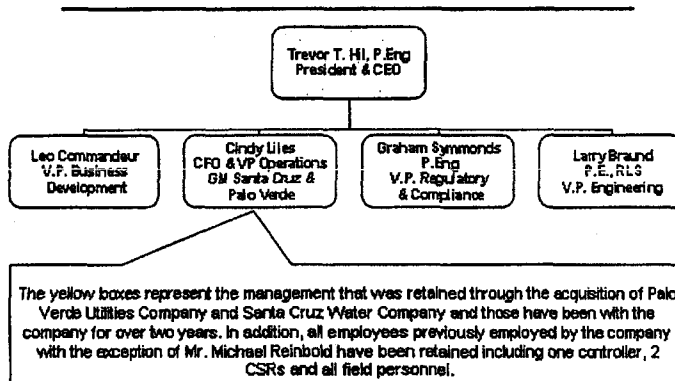 Trevor T. Hill, P.Eng
President & CEO
Leo Commandeur
V.P. Business
Development
Cindy Liles
CFO & VP Operations
GM Santa Cruz &
Palo Verde
Graham Symmonds
P.Eng
V.P. Regulatory
& Compliance
Larry Braund
P.E., RLS
V.P. Engineering
The yellow boxes represent the management that was retained through the acquisition of Palo
Verde Utilities Company and Santa Cruz Water Company and those have been with the
company for over two years. In addition, all employees previously employed by the company
with the exception of Mr. Michael Reinbold have been retained including one controller, 2
CSRs and all field personnel.